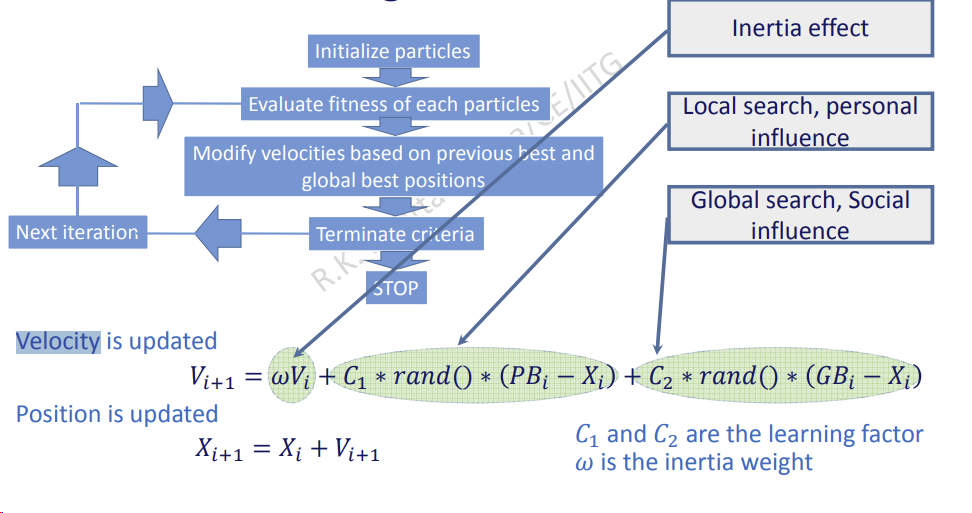 Initialize particles
Evaluate fitness of each particles
Modify velocities based on previous best and
global best positions
Terminate criteria
Next iteration
STOP
Inertia effect
Local search, personal
influence
Global search, Social
influence
Velocity is updated
V_{i+1} = ωV_i + C_1 * rand() * (PB_i − X_i) + C_2 * rand() * (GB_i − X_i)
Position is updated
X_{i+1} = X_i + V_{i+1}
C_1 and C_2 are the learning factor
ω is the inertia weight
R.K.
/CE/IITG